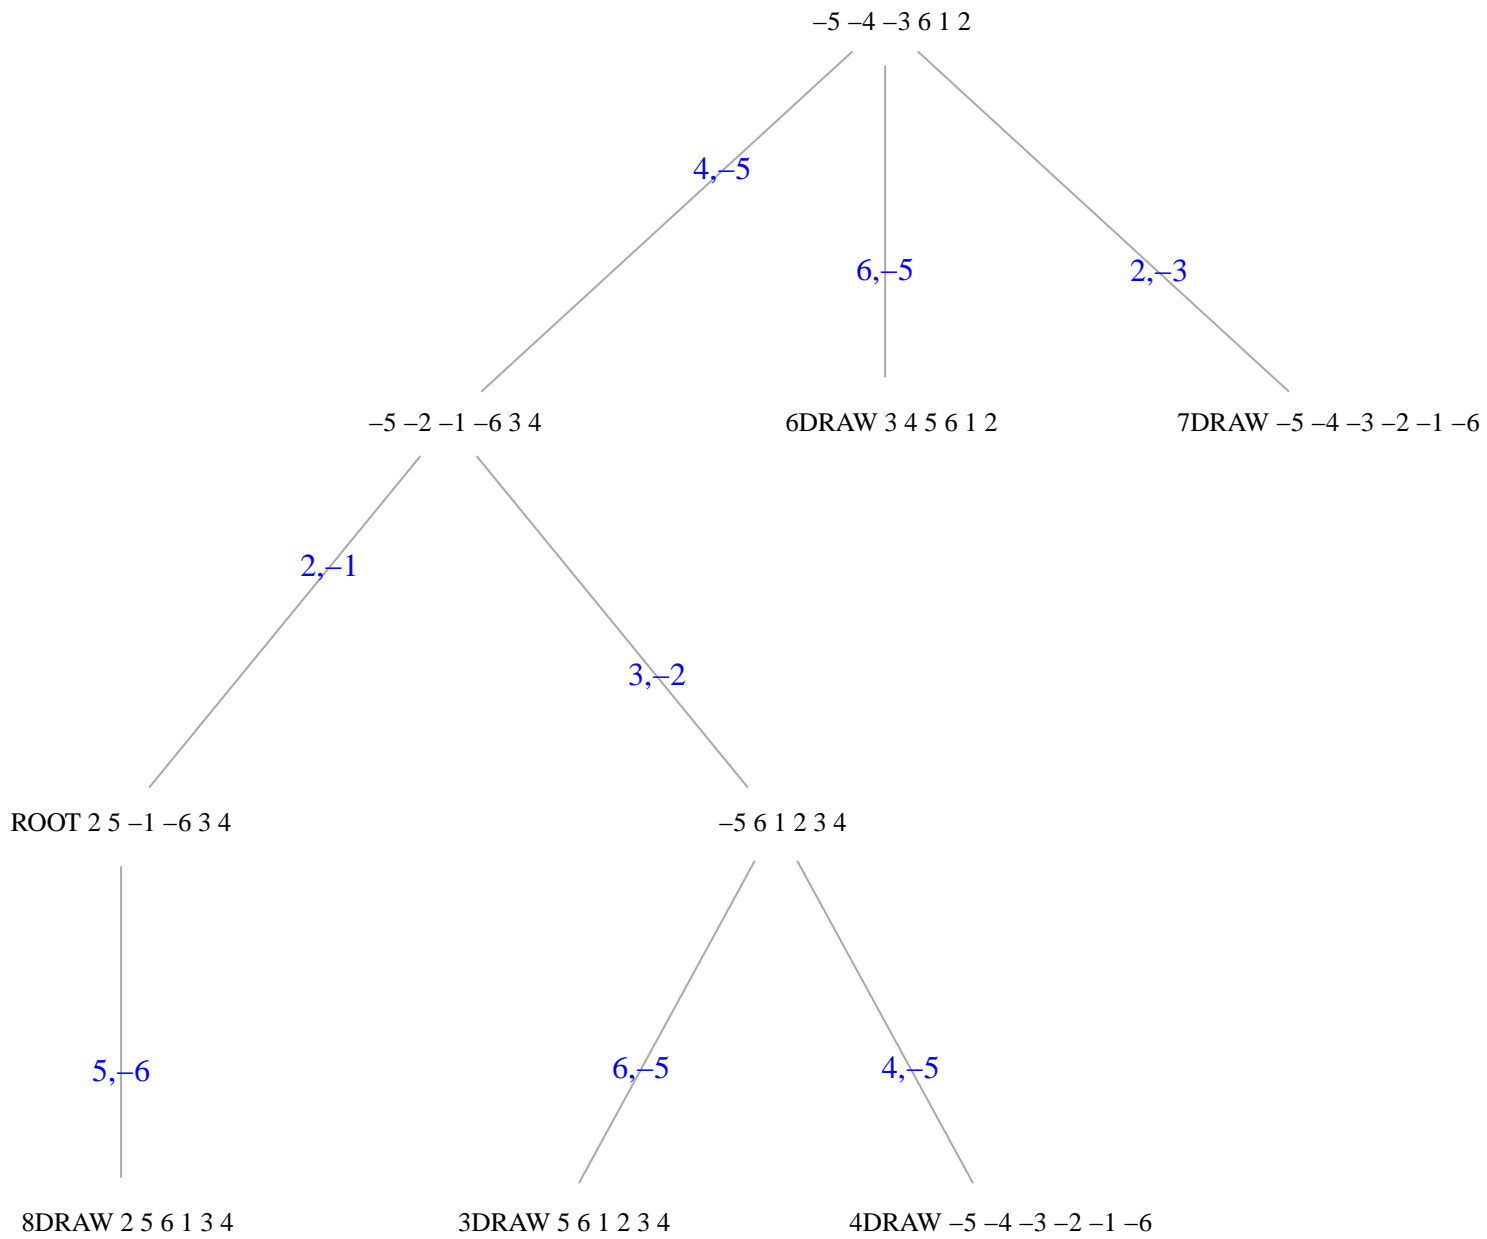 –5 –4 –3 6 1 2
4,–5
6,–5
2,–3
–5 –2 –1 –6 3 4
6DRAW 3 4 5 6 1 2
7DRAW –5 –4 –3 –2 –1 –6
2,–1
3,–2
ROOT 2 5 –1 –6 3 4
–5 6 1 2 3 4
5,–6
6,–5
4,–5
8DRAW 2 5 6 1 3 4
3DRAW 5 6 1 2 3 4
4DRAW –5 –4 –3 –2 –1 –6